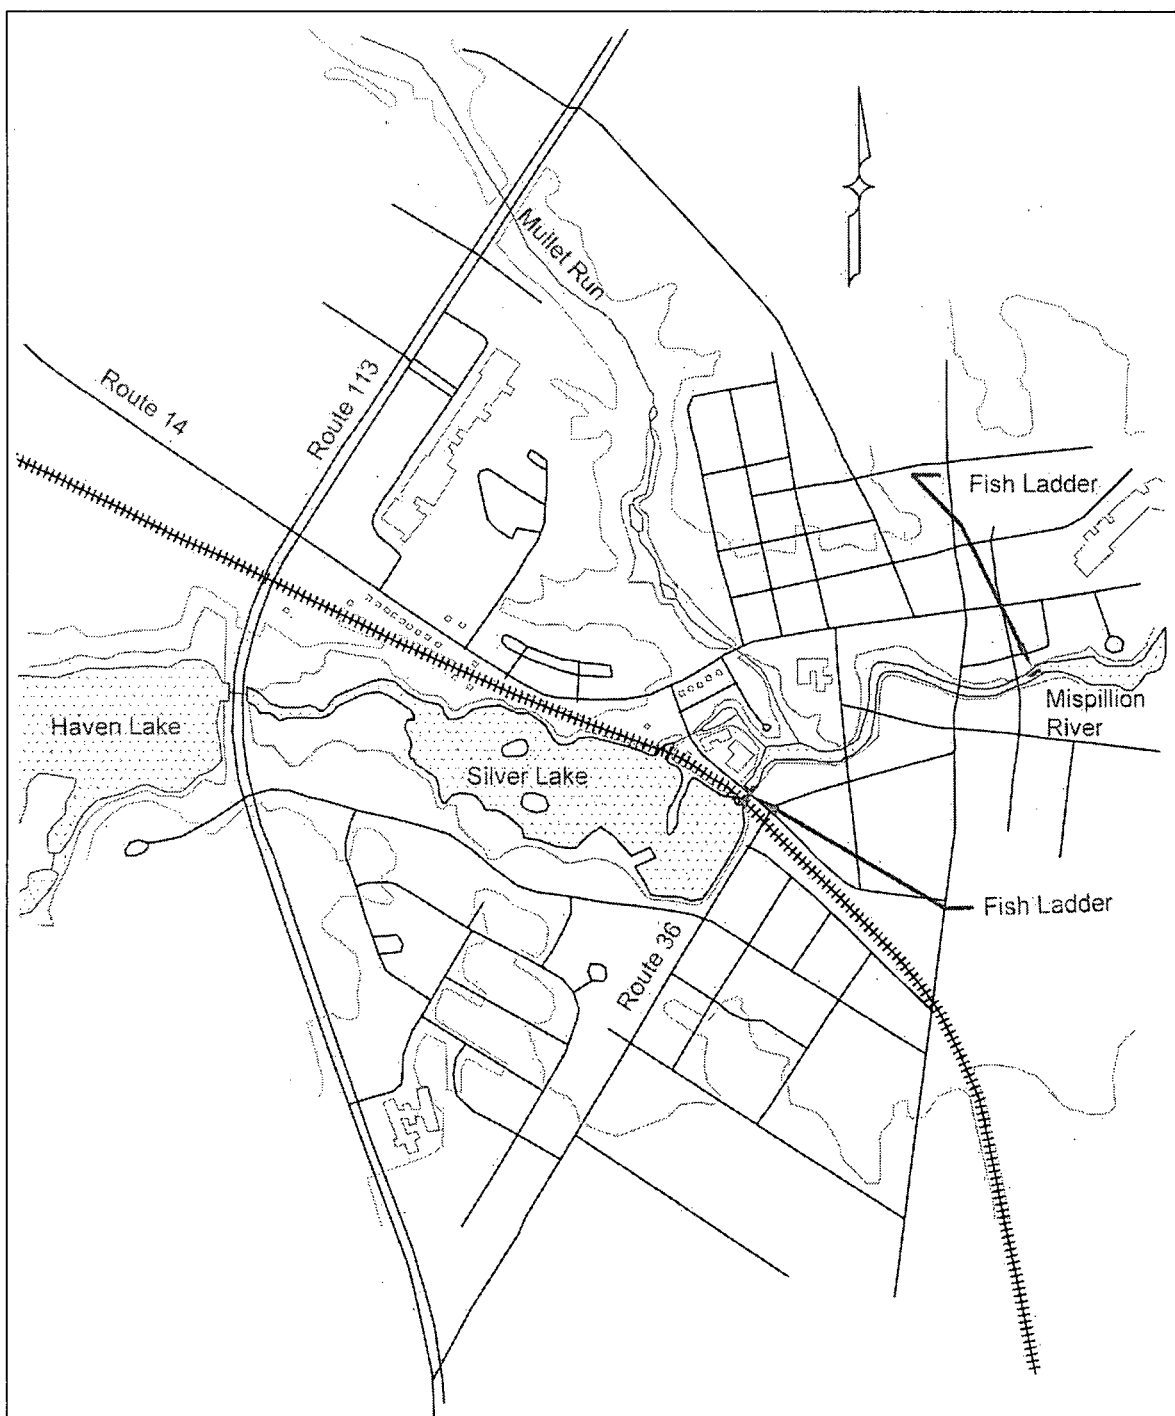 Mullet Run
Route 14
Route 113
Fish Ladder
Haven Lake
Silver Lake
Mispillion
River
Fish Ladder
Route 36